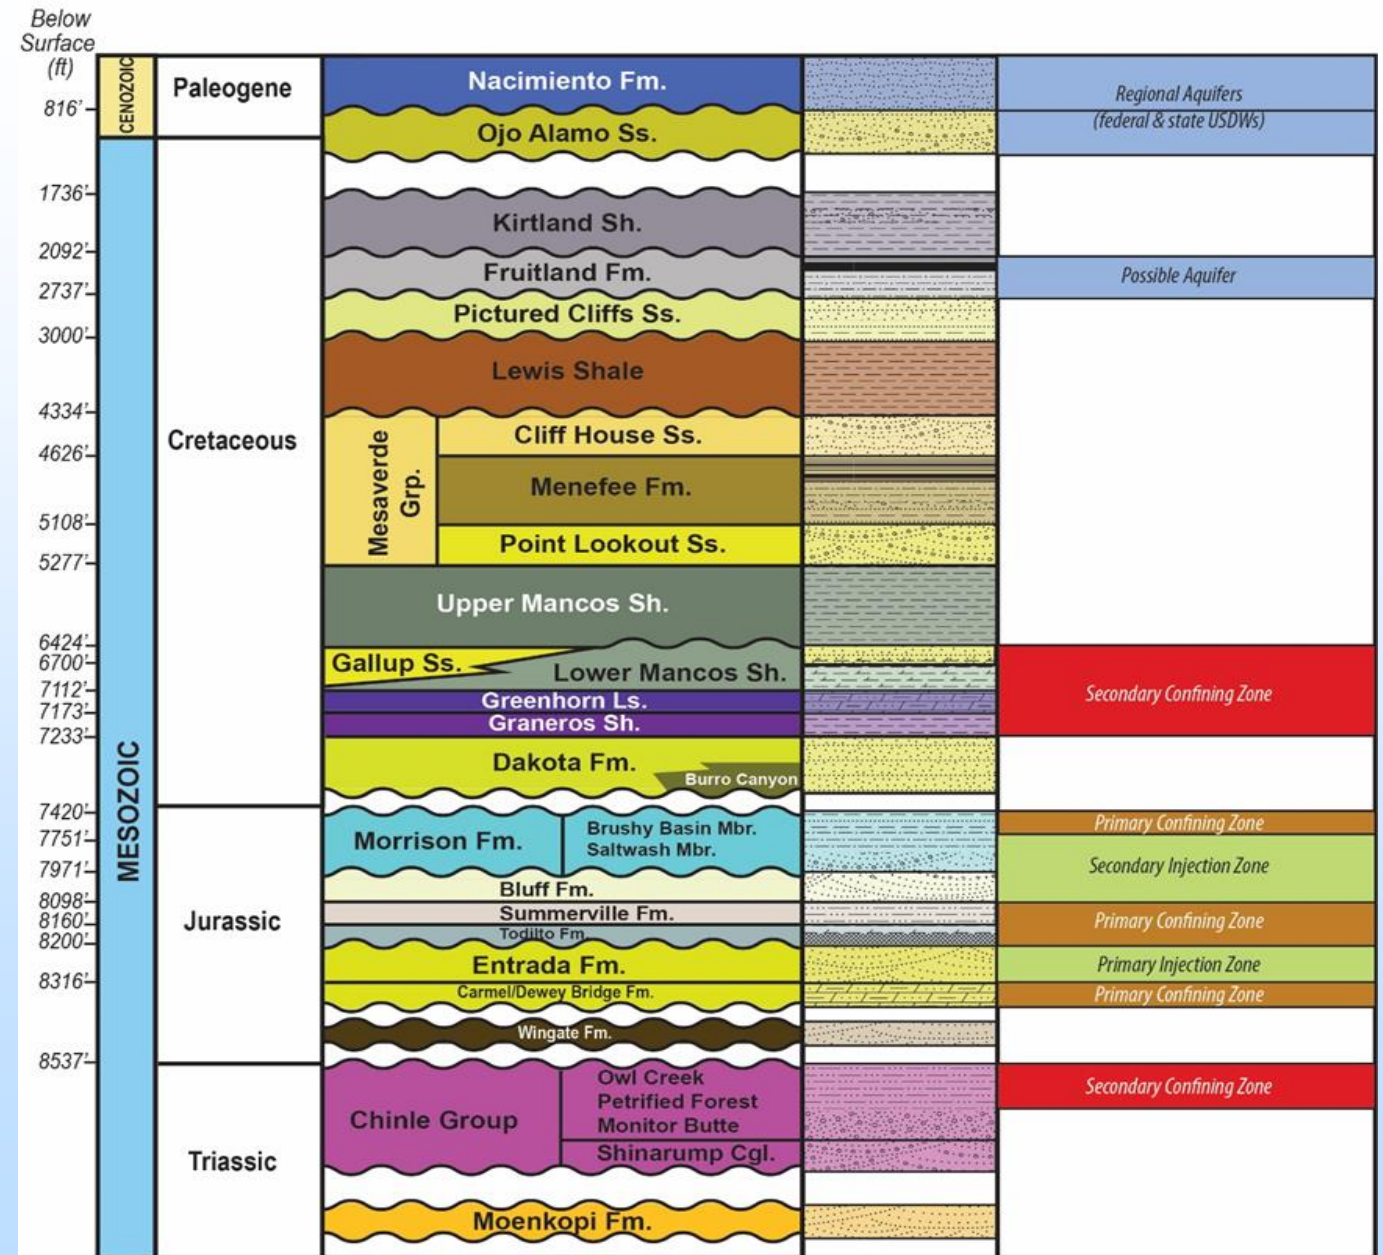 Below
Surface
(ft)
816'
1736'
2092'
2737'
3000'
4334'
4626'
5108'
5277'
6424'
6700'
7112'
7173'
7233'
7420'
7751'
7971'
8098'
8160'
8200'
8316'
8537'
CENOZOIC
MESOZOIC
Paleogene
Cretaceous
Jurassic
Triassic
Nacimiento Fm.
Ojo Alamo Ss.
Kirtland Sh.
Fruitland Fm.
Pictured Cliffs Ss.
Lewis Shale
Mesaverde
Grp.
Cliff House Ss.
Menefee Fm.
Point Lookout Ss.
Upper Mancos Sh.
Gallup Ss.
Lower Mancos Sh.
Greenhorn Ls.
Graneros Sh.
Dakota Fm.
Burro Canyon
Morrison Fm.
Brushy Basin Mbr.
Saltwash Mbr.
Bluff Fm.
Summerville Fm.
Todilto Fm.
Entrada Fm.
Carmel/Dewey Bridge Fm.
Wingate Fm.
Chinle Group
Owl Creek
Petrified Forest
Monitor Butte
Shinarump Cgl.
Moenkopi Fm.
Regional Aquifers
(federal & state USDWs)
Possible Aquifer
Secondary Confining Zone
Primary Confining Zone
Secondary Injection Zone
Primary Confining Zone
Primary Injection Zone
Primary Confining Zone
Secondary Confining Zone